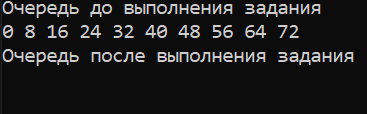 Очередь до выполнения задания
0 8 16 24 32 40 48 56 64 72
Очередь после выполнения задания